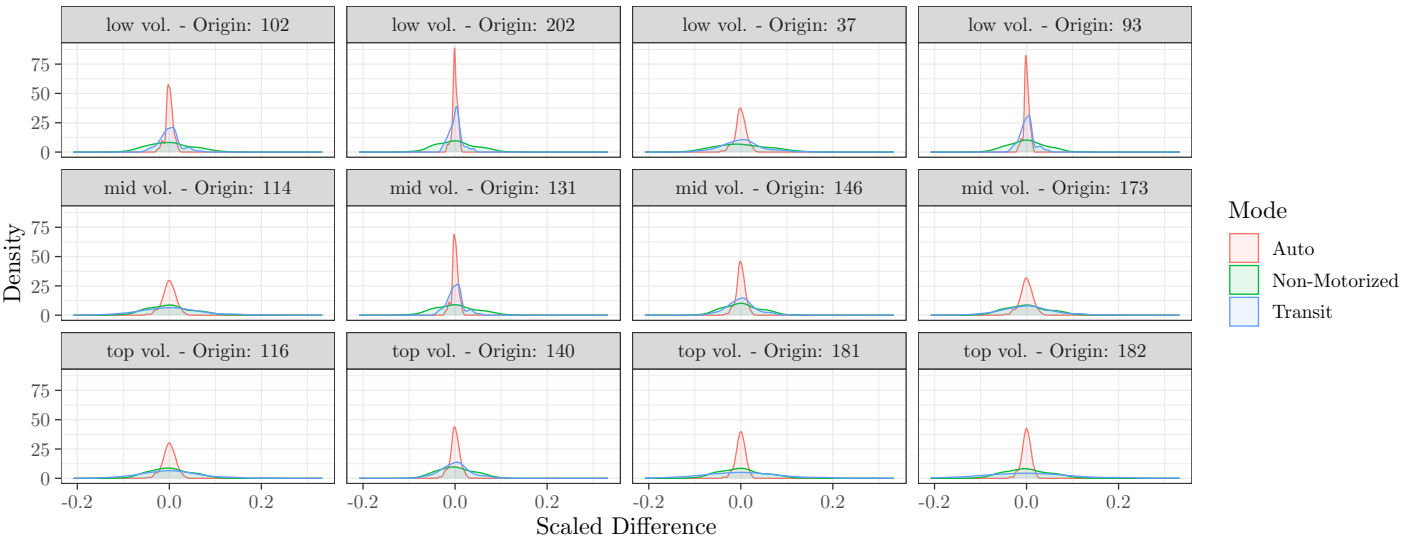 low vol. - Origin: 102
low vol. - Origin: 202
low vol. - Origin: 37
low vol. - Origin: 93
75
50
25
0
mid vol. - Origin: 114
mid vol. - Origin: 131
mid vol. - Origin: 146
mid vol. - Origin: 173
75
50
25
0
Density
top vol. - Origin: 116
top vol. - Origin: 140
top vol. - Origin: 181
top vol. - Origin: 182
75
50
25
0
-0.2 0.0 0.2
-0.2 0.0 0.2
-0.2 0.0 0.2
-0.2 0.0 0.2
Scaled Difference
Mode
Auto
Non-Motorized
Transit